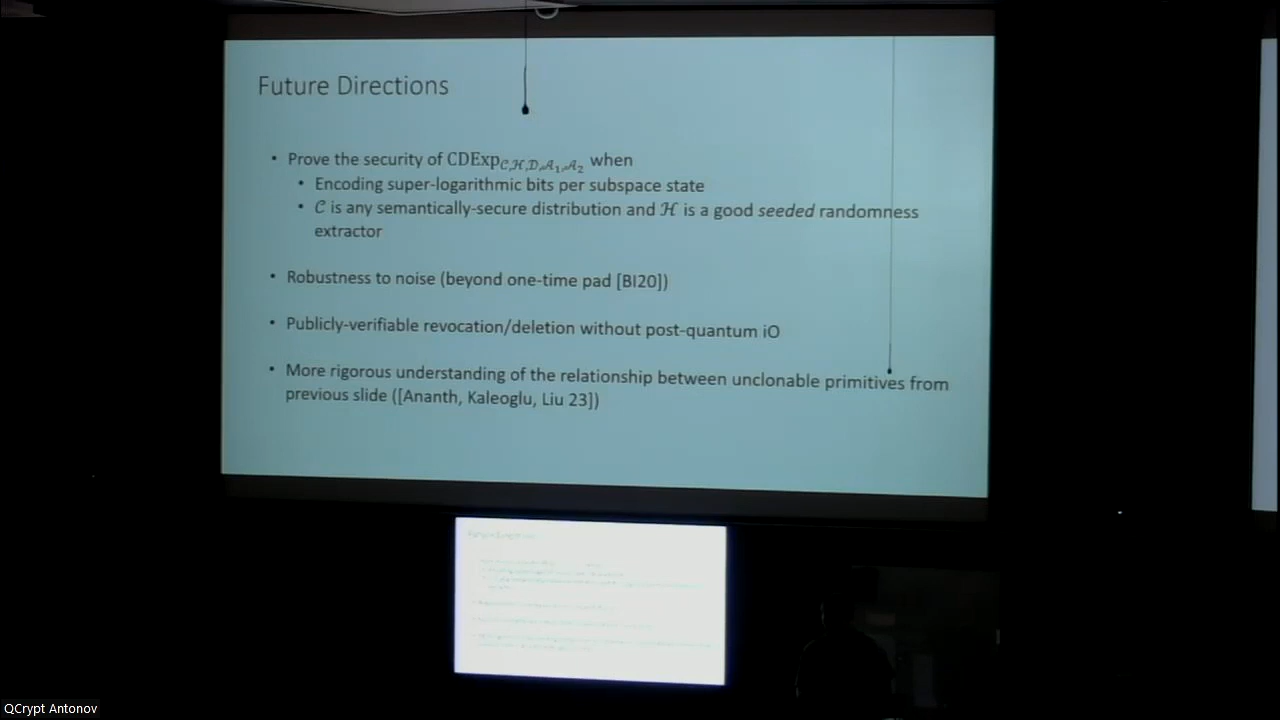 Future Directions
• Prove the security of CDExp_{𝒞,ℋ,𝒟,𝒜₁,𝒜₂} when
• Encoding super-logarithmic bits per subspace state
• 𝒞 is any semantically-secure distribution and ℋ is a good seeded randomness
extractor
• Robustness to noise (beyond one-time pad [BI20])
• Publicly-verifiable revocation/deletion without post-quantum iO
• More rigorous understanding of the relationship between unclonable primitives from
previous slide ([Ananth, Kaleoglu, Liu 23])
QCrypt Antonov